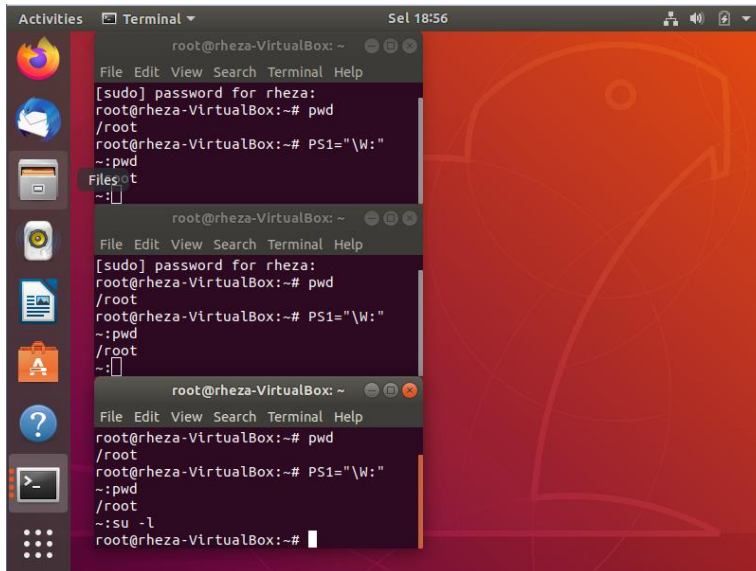 Activities Terminal Sel 18:56
root@rheza-VirtualBox: ~
File Edit View Search Terminal Help
[sudo] password for rheza:
root@rheza-VirtualBox:~# pwd
/root
root@rheza-VirtualBox:~# PS1="\W:"
~:pwd
Files
~:
root@rheza-VirtualBox: ~
File Edit View Search Terminal Help
[sudo] password for rheza:
root@rheza-VirtualBox:~# pwd
/root
root@rheza-VirtualBox:~# PS1="\W:"
~:pwd
/root
~:
root@rheza-VirtualBox: ~
File Edit View Search Terminal Help
root@rheza-VirtualBox:~# pwd
/root
root@rheza-VirtualBox:~# PS1="\W:"
~:pwd
/root
~:su -l
root@rheza-VirtualBox:~#